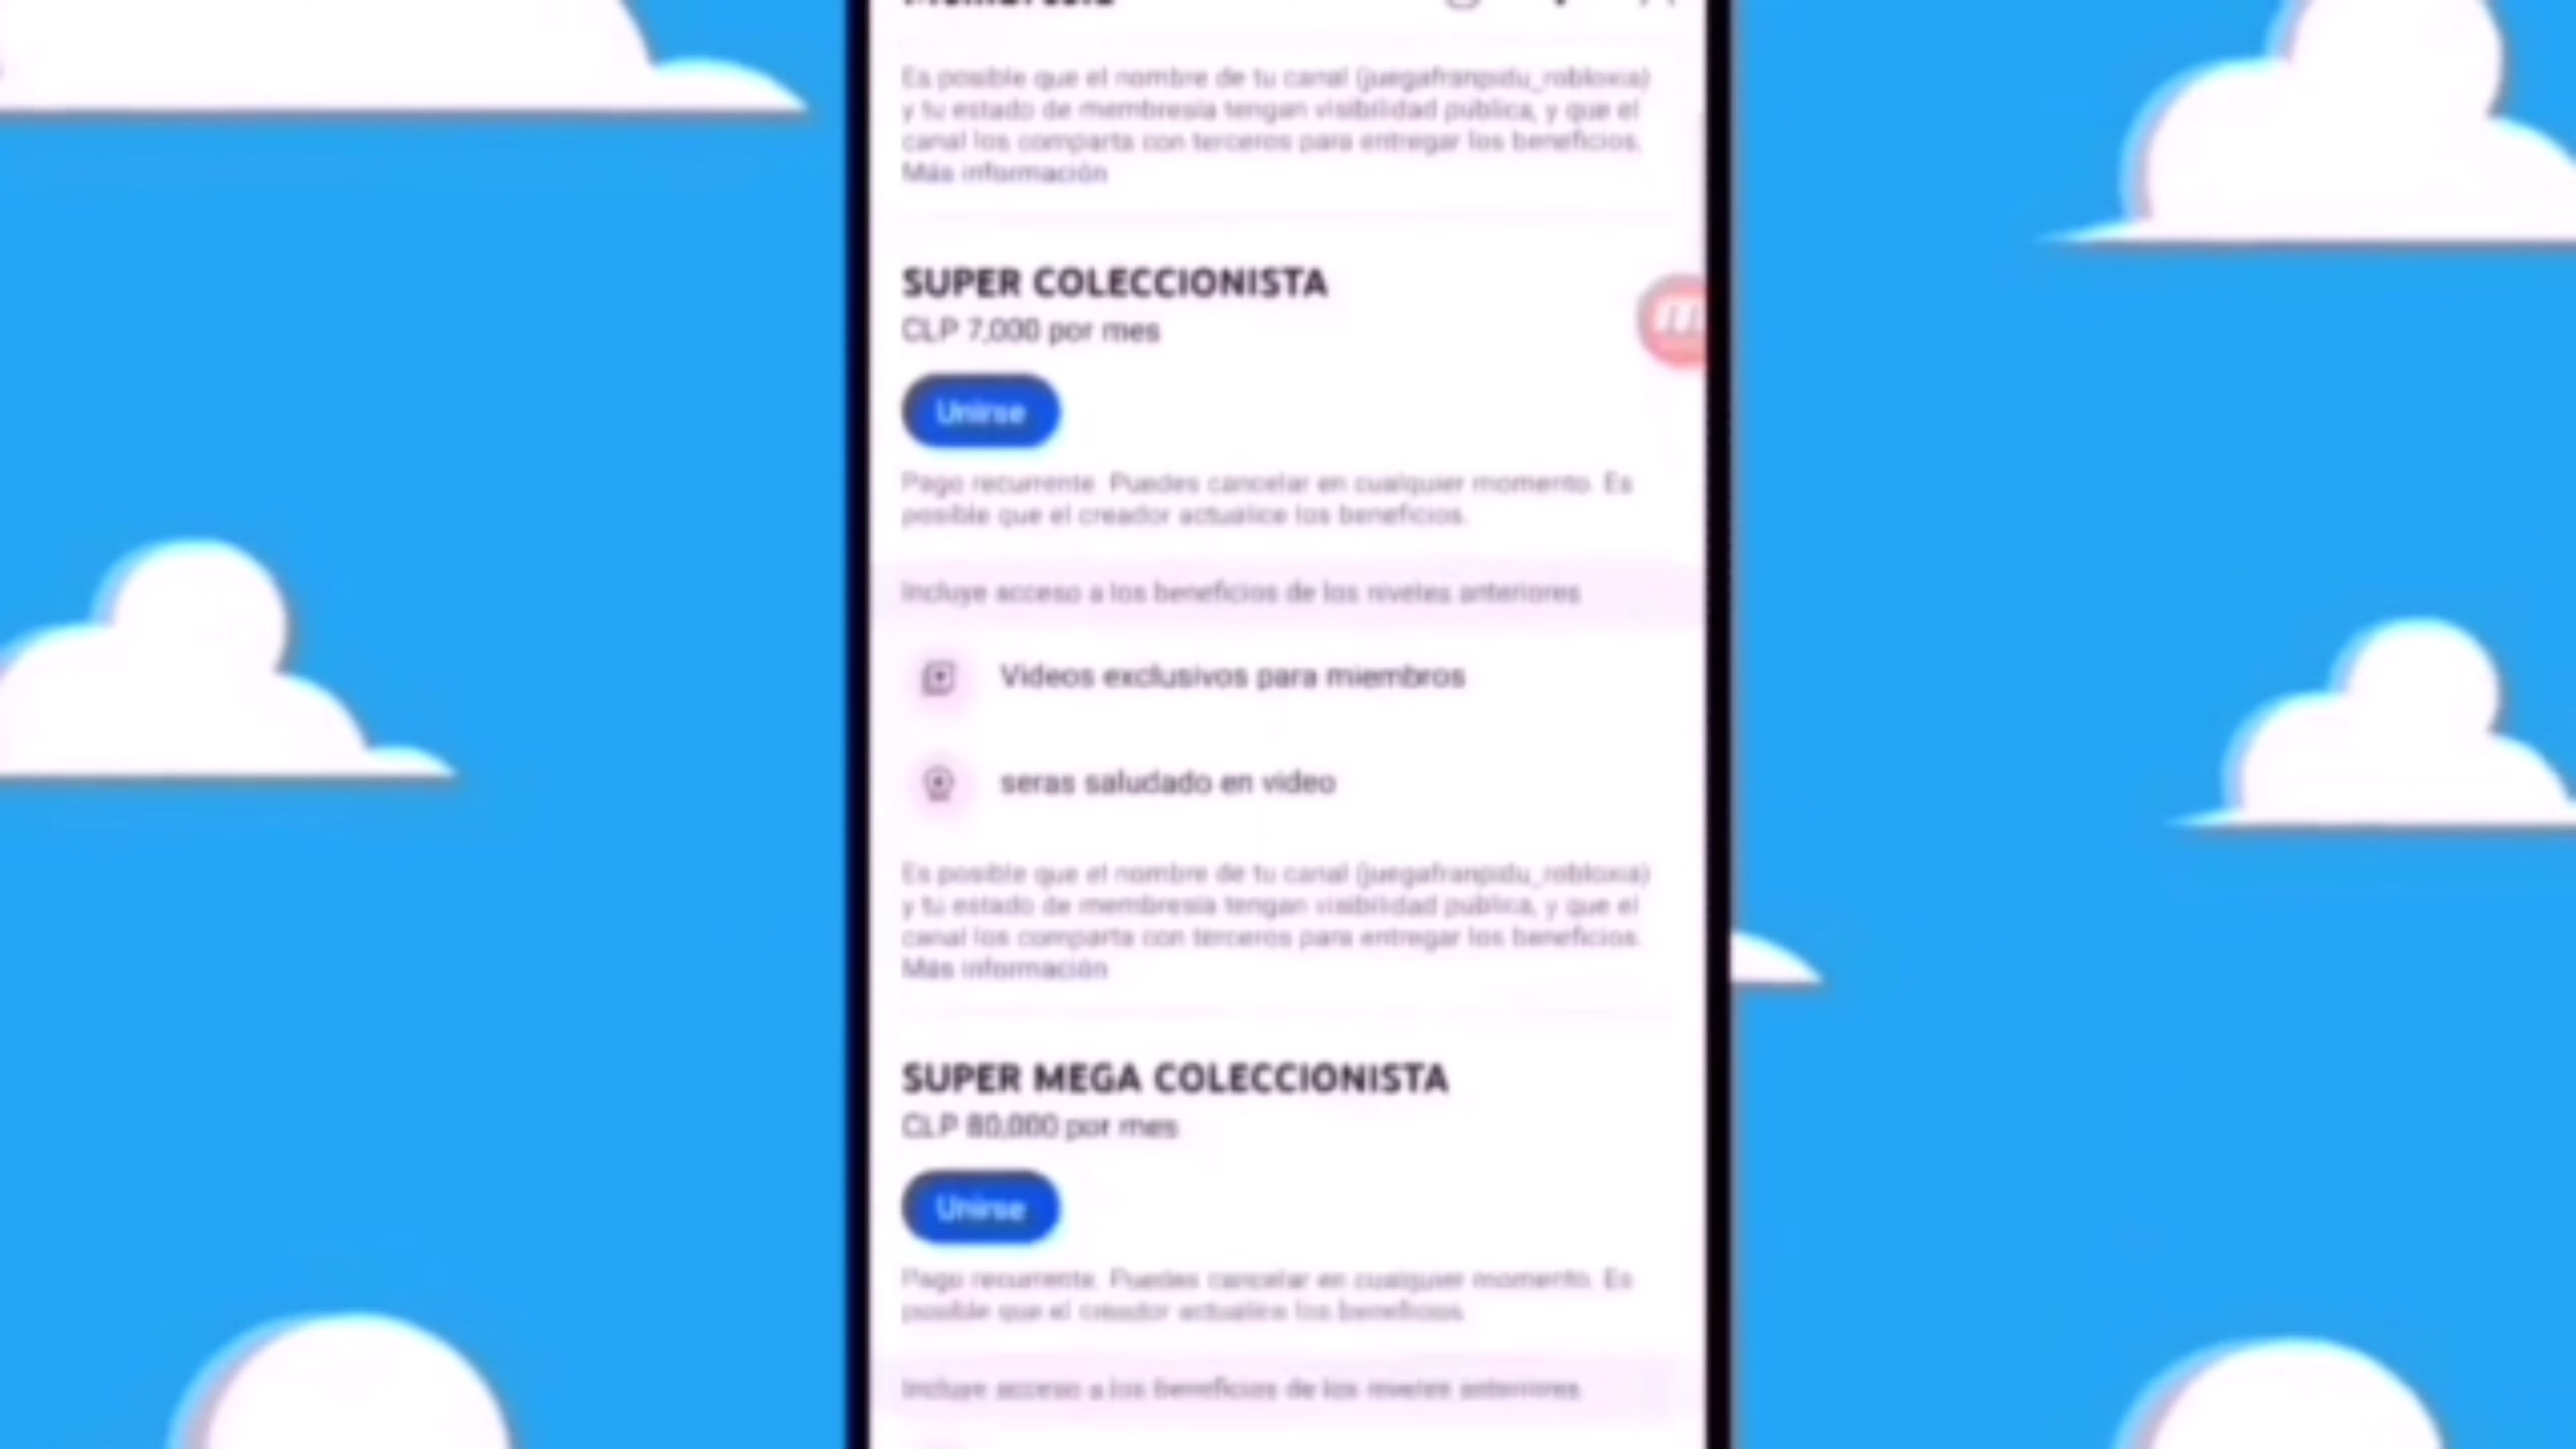 Es posible que el nombre de tu canal (juegafranpidu_robloxia)
y tu estado de membresía tengan visibilidad pública, y que el
canal los comparta con terceros para entregar los beneficios.
Más información
SUPER COLECCIONISTA
CLP 7,000 por mes
Unirse
Pago recurrente. Puedes cancelar en cualquier momento. Es
posible que el creador actualice los beneficios.
Incluye acceso a los beneficios de los niveles anteriores
Videos exclusivos para miembros
seras saludado en video
Es posible que el nombre de tu canal (juegafranpidu_robloxia)
y tu estado de membresía tengan visibilidad pública, y que el
canal los comparta con terceros para entregar los beneficios.
Más información
SUPER MEGA COLECCIONISTA
CLP 80,000 por mes
Unirse
Pago recurrente. Puedes cancelar en cualquier momento. Es
posible que el creador actualice los beneficios.
Incluye acceso a los beneficios de los niveles anteriores